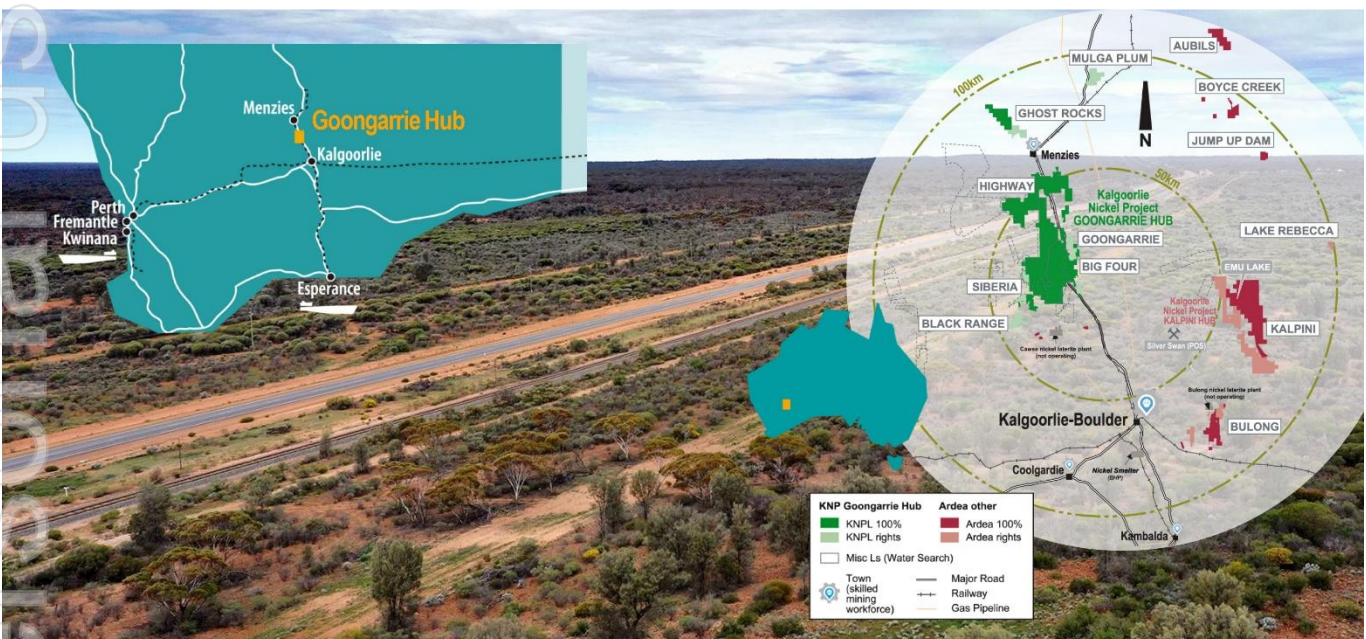 Menzies
Goongarrie Hub
Kalgoorlie
Perth
Fremantle
Kwinana
Esperance
AUBILS
MULGA PLUM
100km
BOYCE CREEK
GHOST ROCKS
N
JUMP UP DAM
Menzies
50km
HIGHWAY
Kalgoorlie
Nickel Project
GOONGARRIE HUB
GOONGARRIE
LAKE REBECCA
BIG FOUR
EMU LAKE
SIBERIA
Kalgoorlie
Nickel Project
KALPINI HUB
BLACK RANGE
KALPINI
Silver Swan (POS)
Cawse nickel laterite plant
(not operating)
Bulong nickel laterite plant
(not operating)
Kalgoorlie-Boulder
BULONG
Coolgardie
Nickel Smelter
(BHP)
Kambalda
KNP Goongarrie Hub
Ardea other
KNPL 100%
Ardea 100%
KNPL rights
Ardea rights
Misc Ls (Water Search)
Town
(skilled
mining
workforce)
Major Road
Railway
Gas Pipeline